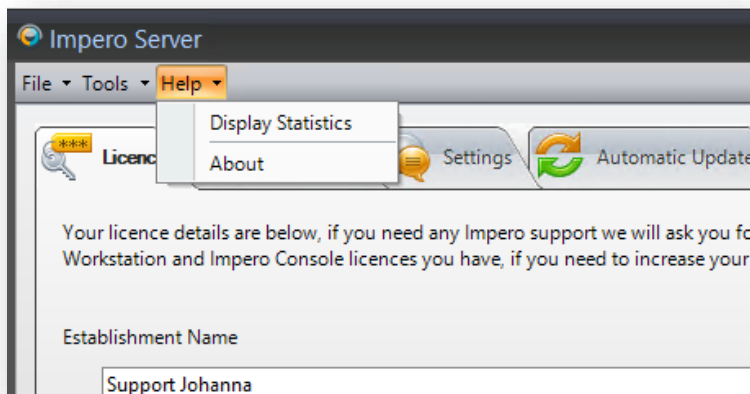 Impero Server
File Tools Help
Display Statistics
About
*** Settings Automatic
Your licence details are below, if you need any Impero support we will ask you
Workstation and Impero Console licences you have, if you need to increase your
Establishment Name
Support Johanna